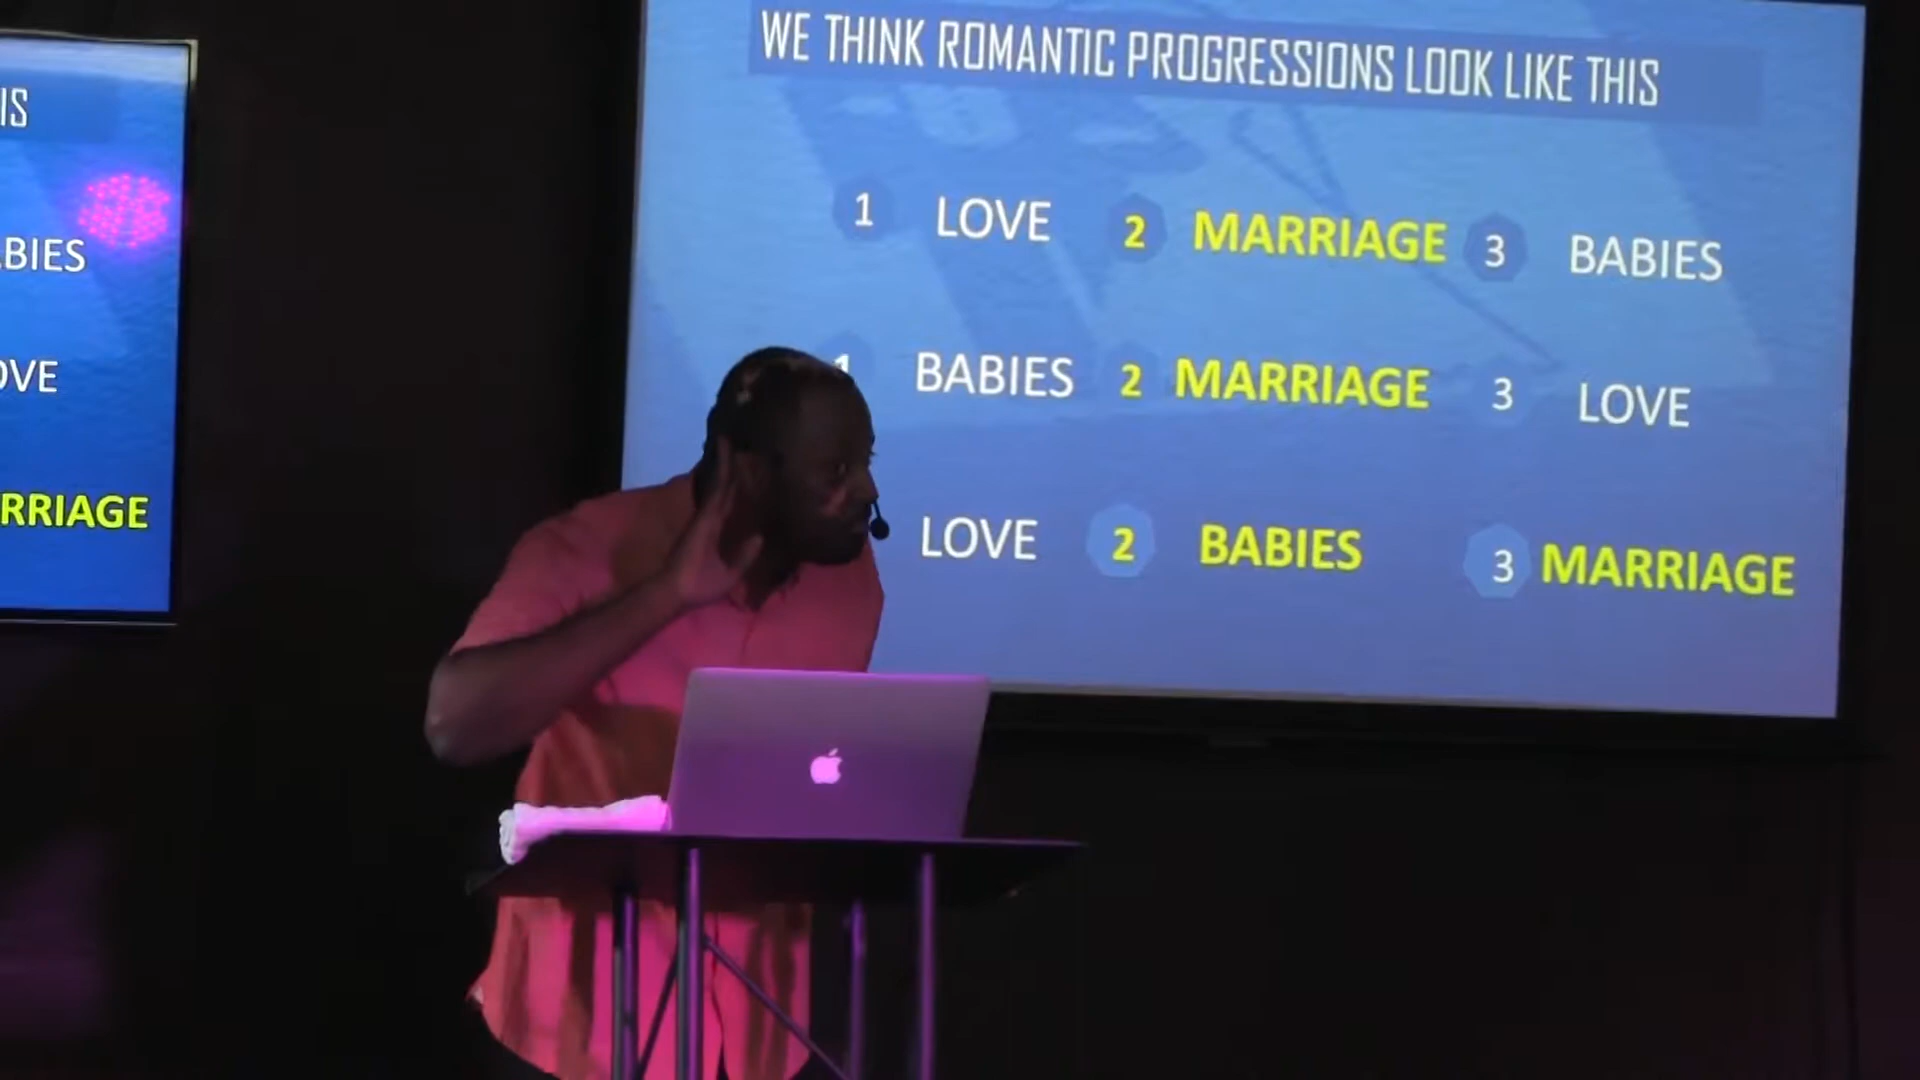 WE THINK ROMANTIC PROGRESSIONS LOOK LIKE THIS
1 LOVE 2 MARRIAGE 3 BABIES
1 BABIES 2 MARRIAGE 3 LOVE
LOVE 2 BABIES 3 MARRIAGE
IS
BIES
OVE
RRIAGE